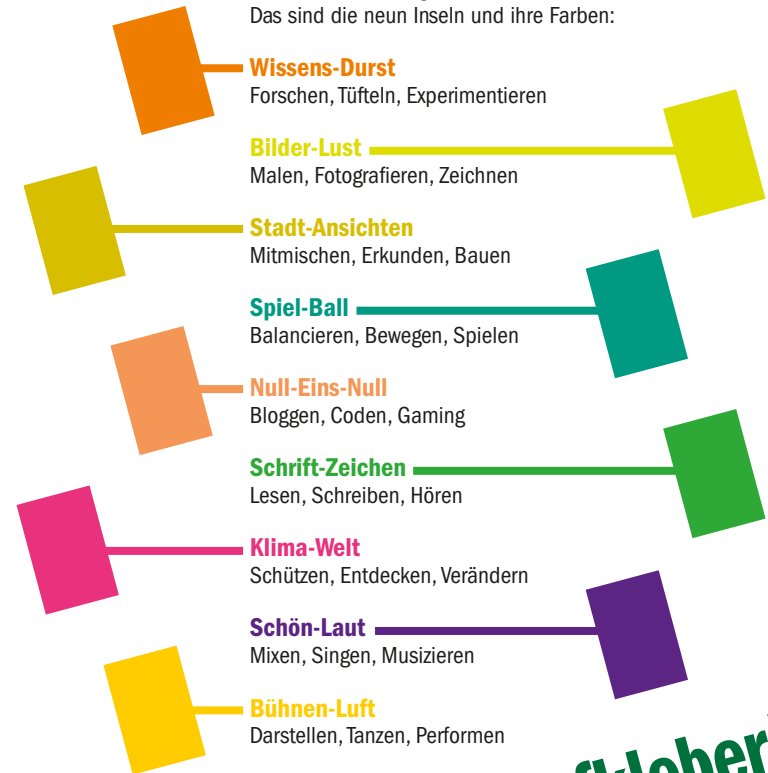 Das sind die neun Inseln und ihre Farben:
Wissens-Durst
Forschen, Tüfteln, Experimentieren
Bilder-Lust
Malen, Fotografieren, Zeichnen
Stadt-Ansichten
Mitmischen, Erkunden, Bauen
Spiel-Ball
Balancieren, Bewegen, Spielen
Null-Eins-Null
Bloggen, Coden, Gaming
Schrift-Zeichen
Lesen, Schreiben, Hören
Klima-Welt
Schützen, Entdecken, Verändern
Schön-Laut
Mixen, Singen, Musizieren
Bühnen-Luft
Darstellen, Tanzen, Performen